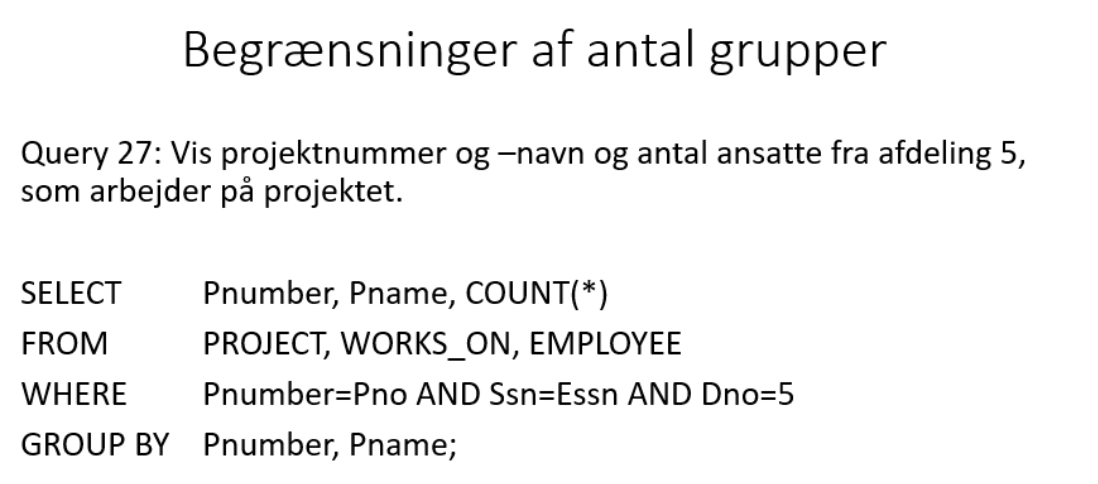 Begrænsninger af antal grupper
Query 27: Vis projektnummer og –navn og antal ansatte fra afdeling 5,
som arbejder på projektet.
SELECT Pnumber, Pname, COUNT(*)
FROM PROJECT, WORKS_ON, EMPLOYEE
WHERE Pnumber=Pno AND Ssn=Essn AND Dno=5
GROUP BY Pnumber, Pname;